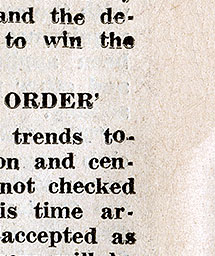 and the de-
to win the
ORDER'
trends to-
on and cen-
not checked
is time ar-
-accepted as